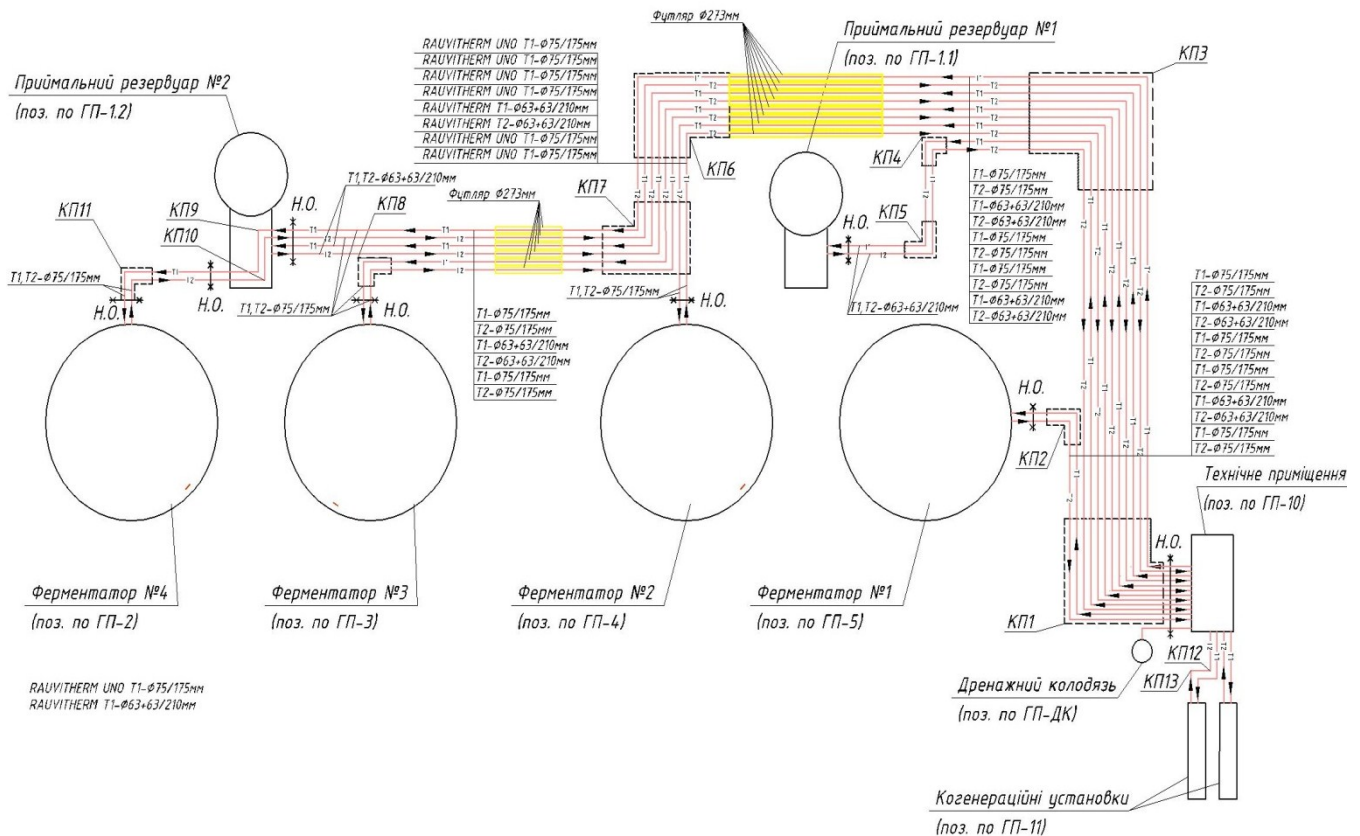 Футляр Ф273мм
RAUVITHERM UNO T1-Ф75/175мм
RAUVITHERM UNO T1-Ф75/175мм
RAUVITHERM UNO T1-Ф75/175мм
RAUVITHERM UNO T1-Ф75/175мм
RAUVITHERM T1-Ф63+63/210мм
RAUVITHERM T2-Ф63+63/210мм
RAUVITHERM UNO T1-Ф75/175мм
RAUVITHERM UNO T1-Ф75/175мм
Приймальний резервуар №1
(поз. по ГП-1.1)
КП3
Приймальний резервуар №2
(поз. по ГП-1.2)
КП6
КП4
T1,T2-Ф63+63/210мм
КП7
T1-Ф75/175мм
T2-Ф75/175мм
T1-Ф63+63/210мм
T2-Ф63+63/210мм
T1-Ф75/175мм
T2-Ф75/175мм
T1-Ф75/175мм
T2-Ф75/175мм
T1-Ф63+63/210мм
T2-Ф63+63/210мм
КП11
КП9
Н.О.
КП8
Футляр Ф273мм
КП10
КП5
Н.О.
T1,T2-Ф75/175мм
Н.О.
Н.О.
T1,T2-Ф75/175мм
Н.О.
T1,T2-Ф75/175мм
Н.О.
T1,T2-Ф63+63/210мм
T1-Ф75/175мм
T2-Ф75/175мм
T1-Ф63+63/210мм
T2-Ф63+63/210мм
T1-Ф75/175мм
T2-Ф75/175мм
T1-Ф75/175мм
T2-Ф75/175мм
T1-Ф63+63/210мм
T2-Ф63+63/210мм
T1-Ф75/175мм
T2-Ф75/175мм
T1-Ф75/175мм
T2-Ф75/175мм
T1-Ф63+63/210мм
T2-Ф63+63/210мм
T1-Ф75/175мм
T2-Ф75/175мм
Н.О.
КП2
Технічне приміщення
(поз. по ГП-10)
Н.О.
Ферментатор №4
(поз. по ГП-2)
Ферментатор №3
(поз. по ГП-3)
Ферментатор №2
(поз. по ГП-4)
Ферментатор №1
(поз. по ГП-5)
КП1
КП12
КП13
Дренажний колодязь
(поз. по ГП-ДК)
RAUVITHERM UNO T1-Ф75/175мм
RAUVITHERM T1-Ф63+63/210мм
Когенераційні установки
(поз. по ГП-11)